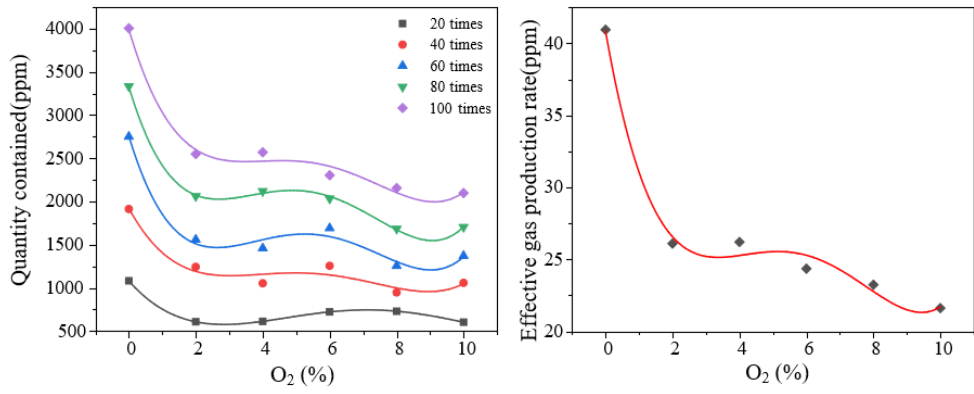 Quantity contained(ppm)
4000
3500
3000
2500
2000
1500
1000
500
0 2 4 6 8 10
O₂ (%)
20 times
40 times
60 times
80 times
100 times
Effective gas production rate(ppm)
40
35
30
25
20
0 2 4 6 8 10
O₂ (%)